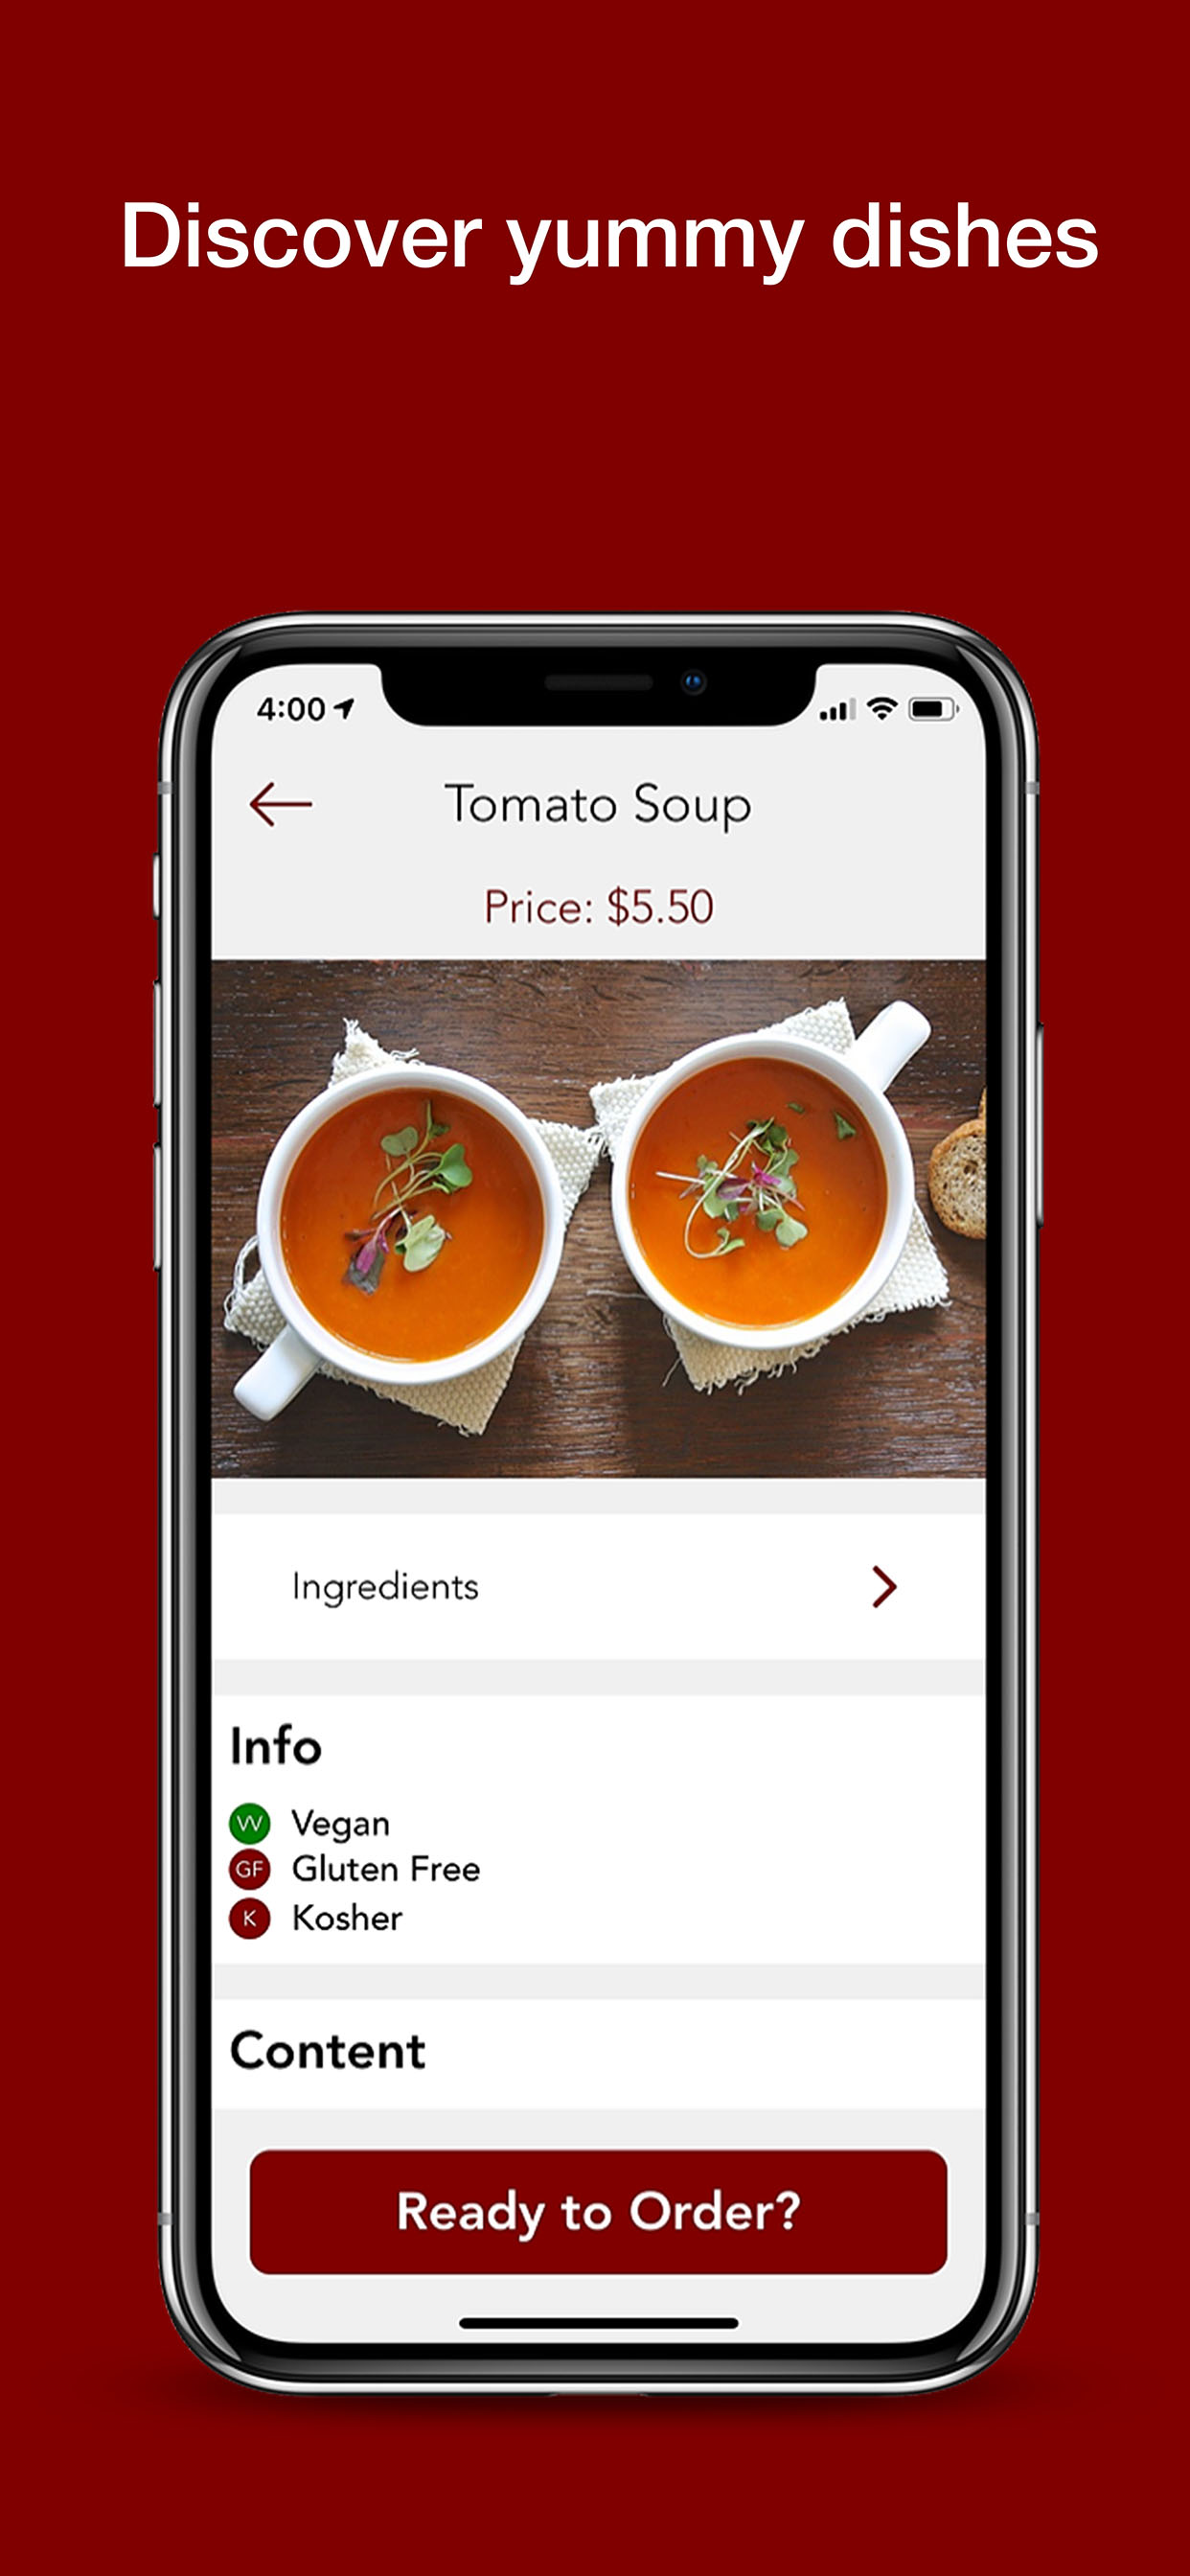 Discover yummy dishes
4:00
Tomato Soup
Price: $5.50
Ingredients
Info
V Vegan
GF Gluten Free
K Kosher
Content
Ready to Order?